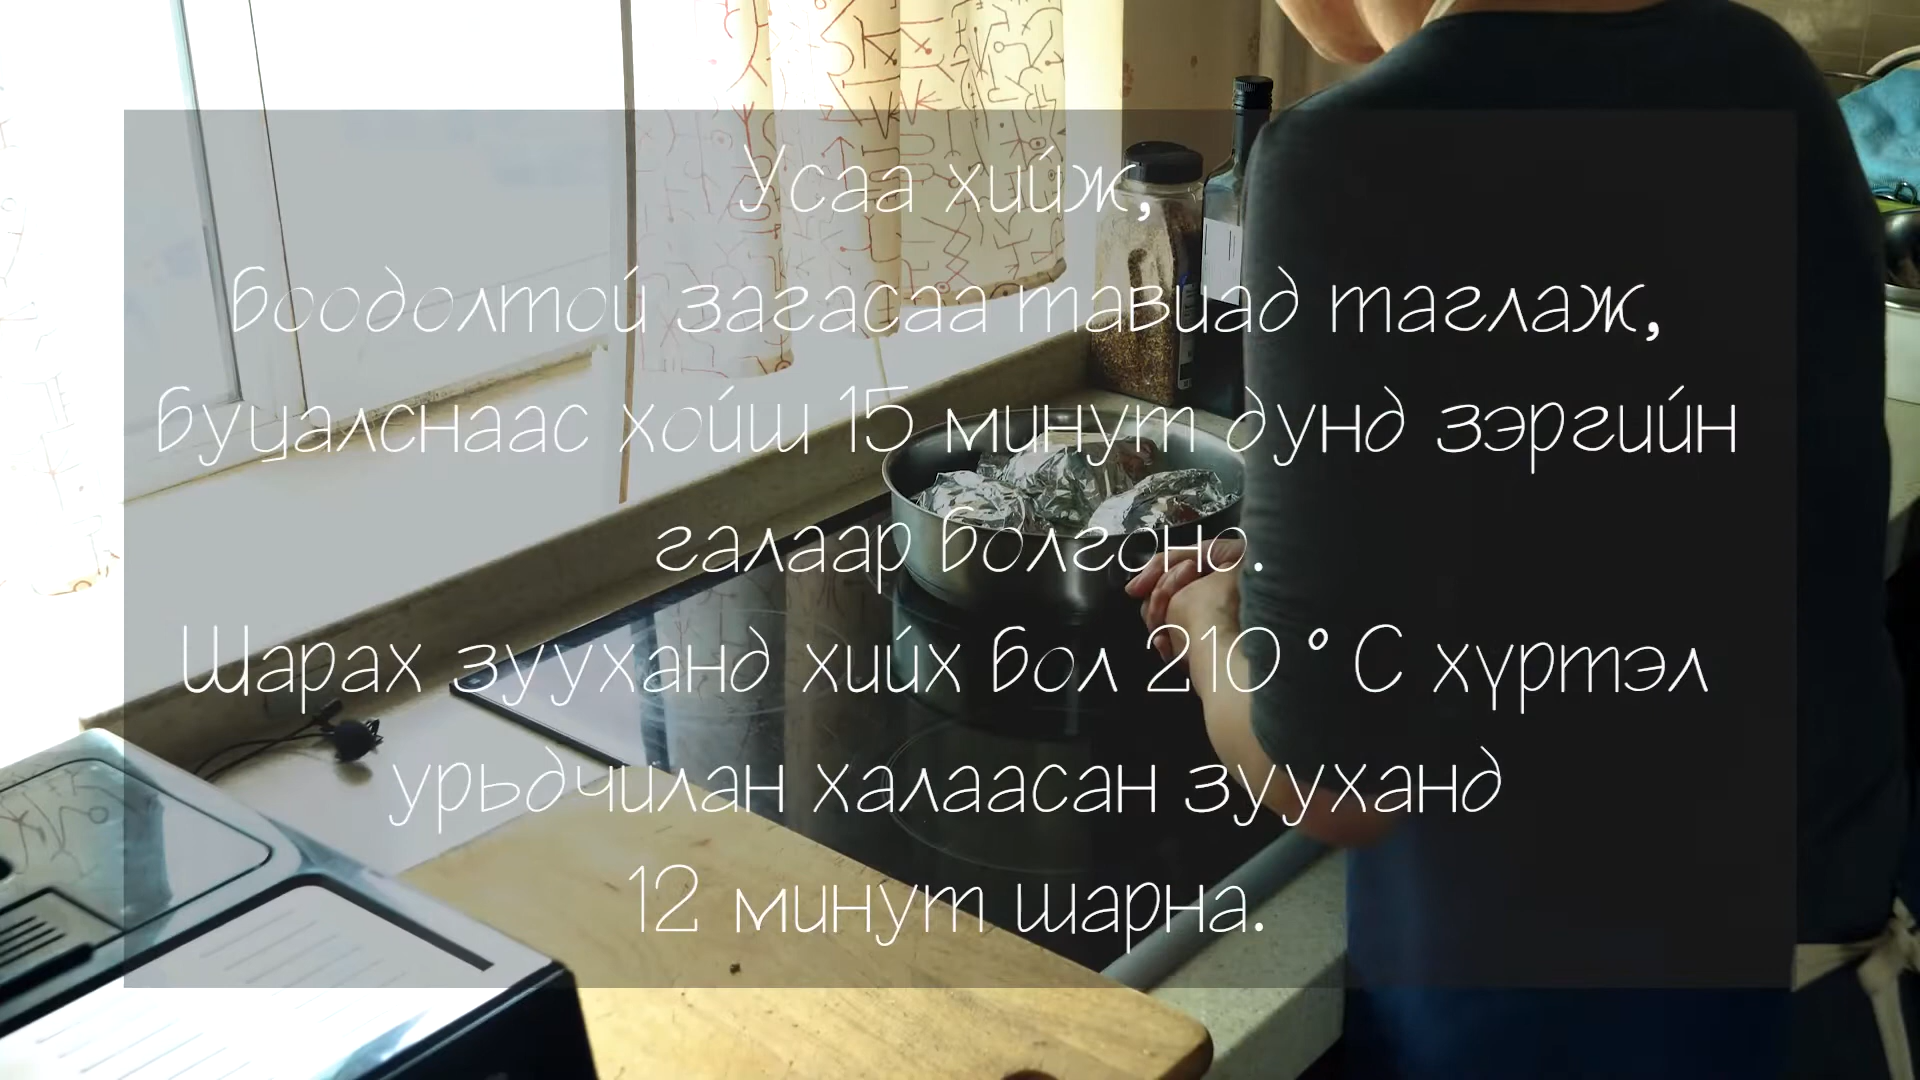 Усаа хийж,
боодолтой загасаа тавиад таглаж,
буцалснаас хойш 15 минут дунд зэргийн
галаар болгоно.
Шарах зууханд хийх бол 210 ° C хүртэл
урьдчилан халаасан зууханд
12 минут шарна.